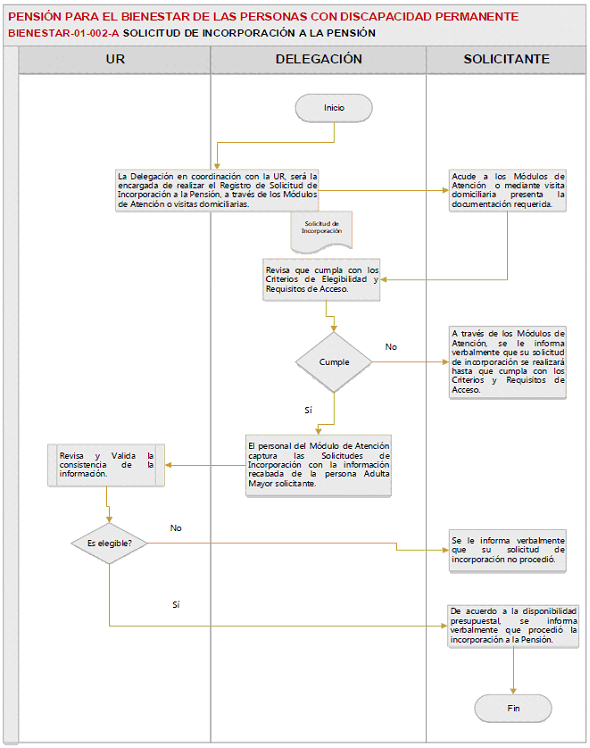 PENSIÓN PARA EL BIENESTAR DE LAS PERSONAS CON DISCAPACIDAD PERMANENTE
BIENESTAR-01-002-A SOLICITUD DE INCORPORACIÓN A LA PENSIÓN
UR
DELEGACIÓN
SOLICITANTE
Inicio
La Delegación en coordinación con la UR, será la
encargada de realizar el Registro de Solicitud de
Incorporación a la Pensión, a través de los Módulos
de Atención o visitas domiciliarias.
Acude a los Módulos de
Atención o mediante visita
domiciliaria presenta la
documentación requerida.
Solicitud de
Incorporación
Revisa que cumpla con los
Criterios de Elegibilidad y
Requisitos de Acceso.
Cumple
No
A través de los Módulos de
Atención, se le informa
verbalmente que su solicitud
de incorporación se realizará
hasta que cumpla con los
Criterios y Requisitos de
Acceso.
Sí
El personal del Módulo de Atención
captura las Solicitudes de
Incorporación con la información
recabada de la persona Adulta
Mayor solicitante.
Revisa y Valida la
consistencia de la
información.
Es elegible?
No
Se le informa verbalmente
que su solicitud de
incorporación no procedió.
Sí
De acuerdo a la disponibilidad
presupuestal, se informa
verbalmente que procedió la
incorporación a la Pensión.
Fin